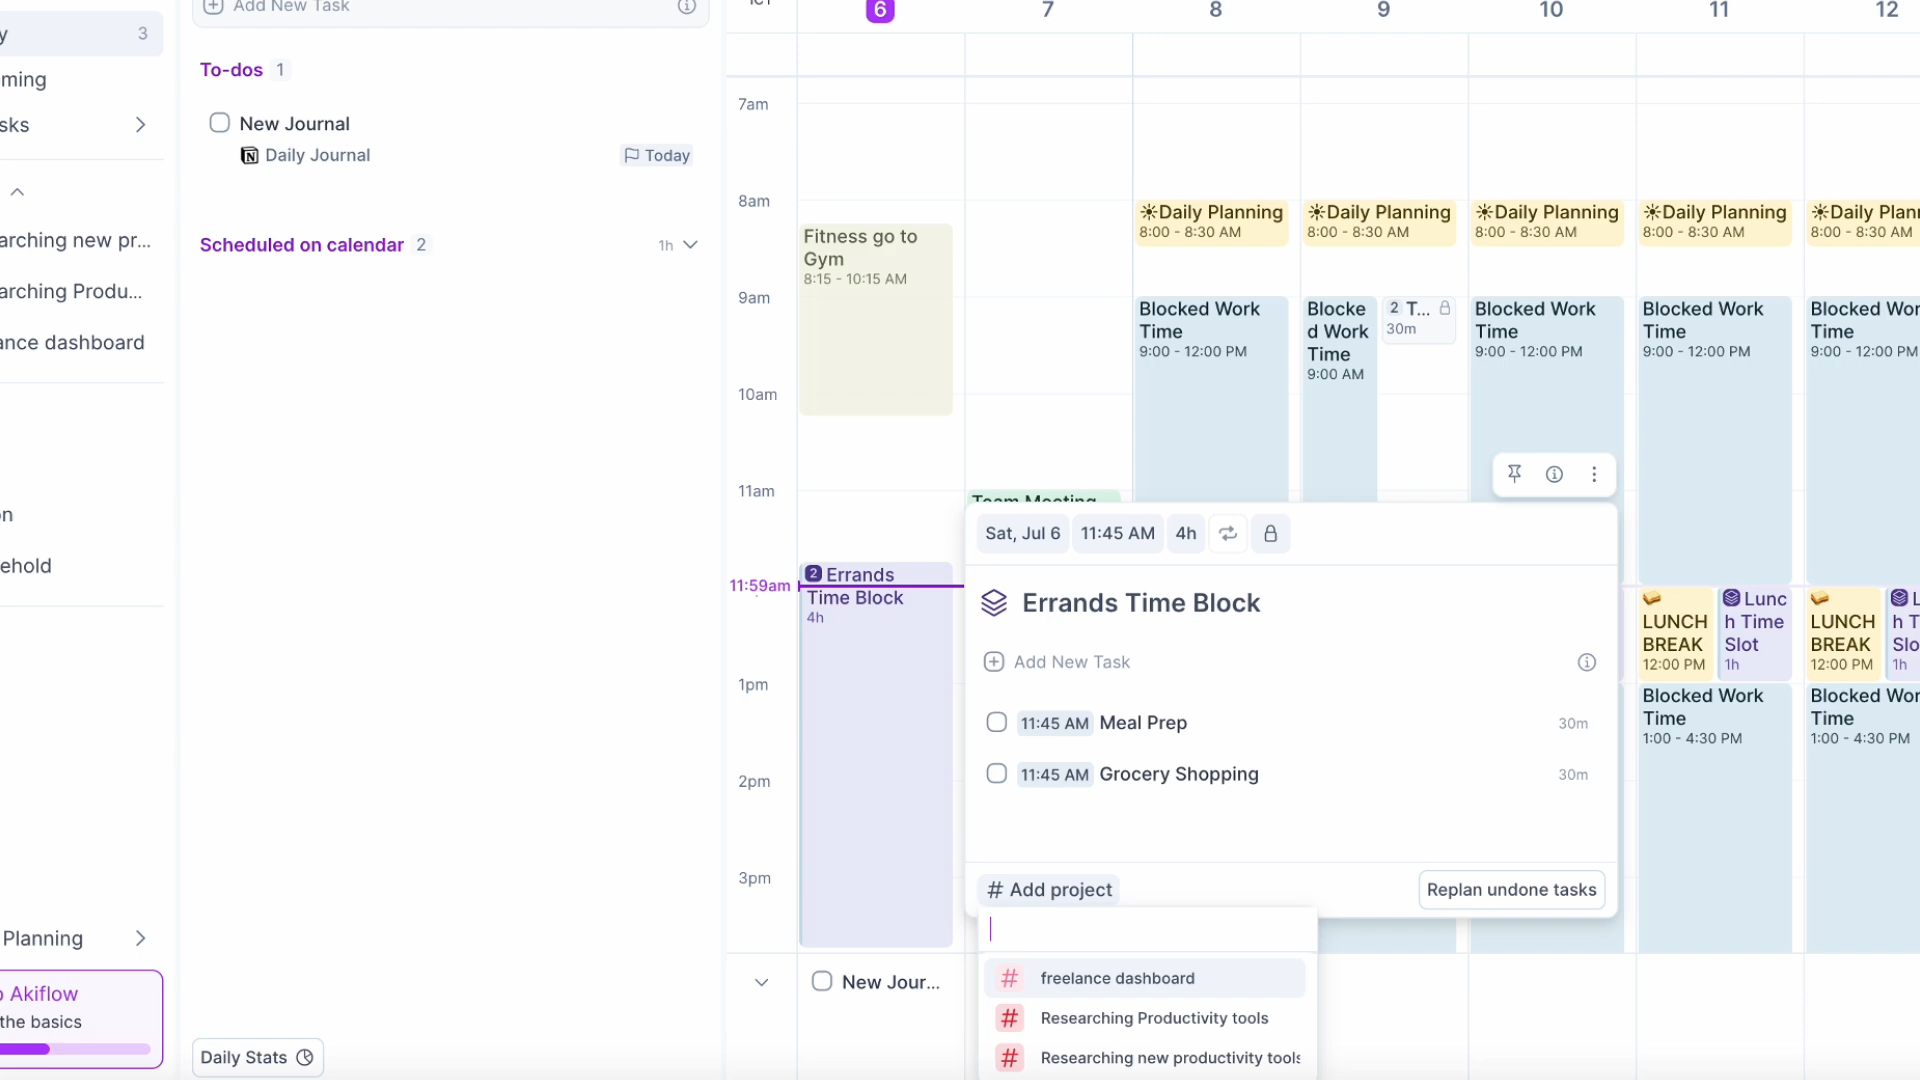 y 3
ming
sks
arching new pr...
arching Produ...
ance dashboard
on
ehold
Planning
o Akiflow
the basics
Add New Task
To-dos 1
New Journal
Daily Journal
Today
Scheduled on calendar 2
1h
Daily Stats
6
7
8
9
10
11
12
7am
8am
9am
10am
11am
11:59am
1pm
2pm
3pm
Fitness go to
Gym
8:15 - 10:15 AM
2 Errands
Time Block
4h
New Jour...
Team Meeting
Daily Planning
8:00 - 8:30 AM
Blocked Work
Time
9:00 - 12:00 PM
Daily Planning
8:00 - 8:30 AM
Blocke
d Work
Time
9:00 AM
2 T...
30m
Daily Planning
8:00 - 8:30 AM
Blocked Work
Time
9:00 - 12:00 PM
Daily Planning
8:00 - 8:30 AM
Blocked Work
Time
9:00 - 12:00 PM
LUNCH
BREAK
12:00 PM
Lunc
h Time
Slot
1h
Blocked Work
Time
1:00 - 4:30 PM
Daily Plann
8:00 - 8:30 AM
Blocked Wor
Time
9:00 - 12:00 PM
LUNCH
BREAK
12:00 PM
L
h T
Slo
1h
Blocked Wor
Time
1:00 - 4:30 PM
Sat, Jul 6 11:45 AM 4h
Errands Time Block
Add New Task
11:45 AM Meal Prep 30m
11:45 AM Grocery Shopping 30m
# Add project
Replan undone tasks
# freelance dashboard
# Researching Productivity tools
# Researching new productivity tools